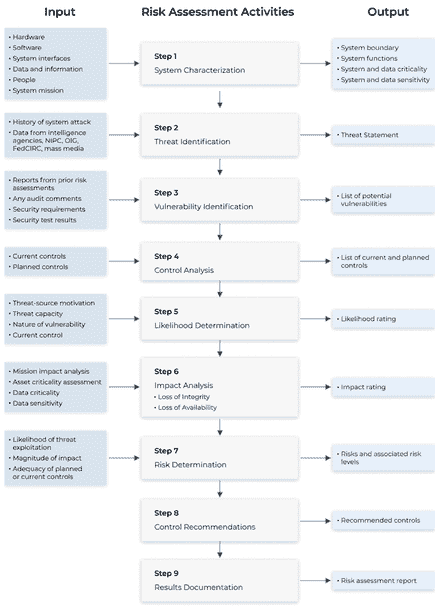 Input
Risk Assessment Activities
Output
• Hardware
• Software
• System interfaces
• Data and information
• People
• System mission
Step 1
System Characterization
• System boundary
• System functions
• System and data criticality
• System and data sensitivity
• History of system attack
• Data from intelligence
agencies, NIPC, OIG,
FedCIRC, mass media
Step 2
Threat Identification
• Threat Statement
• Reports from prior risk
assessments
• Any audit comments
• Security requirements
• Security test results
Step 3
Vulnerability Identification
• List of potential
vulnerabilities
• Current controls
• Planned controls
Step 4
Control Analysis
• List of current and planned
controls
• Threat-source motivation
• Threat capacity
• Nature of vulnerability
• Current control
Step 5
Likelihood Determination
• Likelihood rating
• Mission impact analysis
• Asset criticality assessment
• Data criticality
• Data sensitivity
Step 6
Impact Analysis
• Loss of Integrity
• Loss of Availability
• Impact rating
• Likelihood of threat
exploitation
• Magnitude of impact
• Adequacy of planned
or current controls
Step 7
Risk Determination
• Risks and associated risk
levels
Step 8
Control Recommendations
• Recommended controls
Step 9
Results Documentation
• Risk assessment report